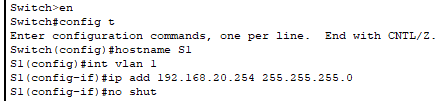 Switch>en
Switch#config t
Enter configuration commands, one per line.  End with CNTL/Z.
Switch(config)#hostname S1
S1(config)#int vlan 1
S1(config-if)#ip add 192.168.20.254 255.255.255.0
S1(config-if)#no shut